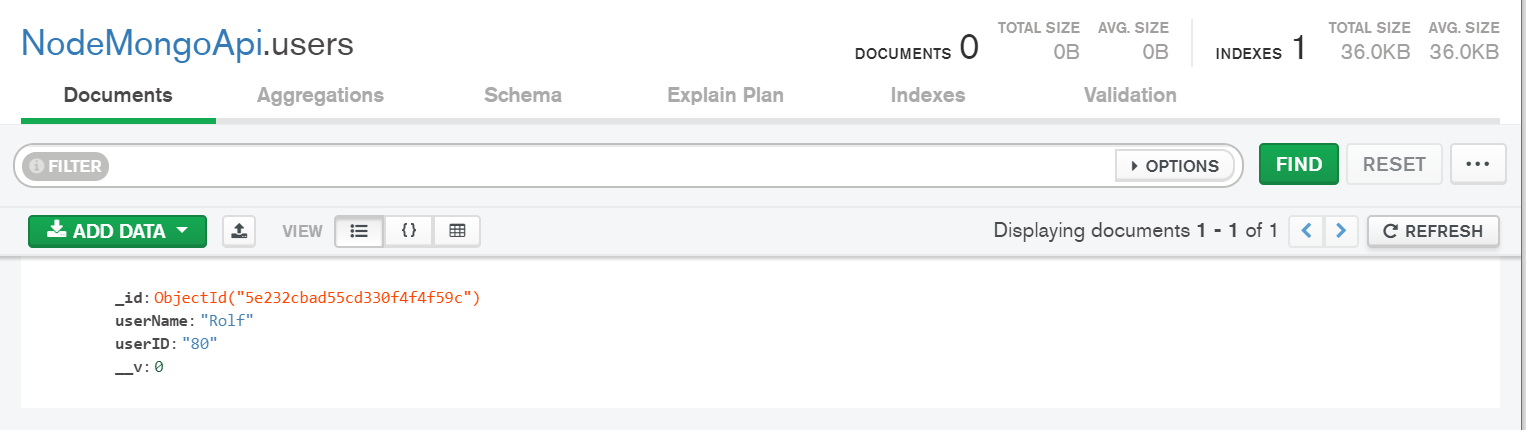 NodeMongoApi.users
DOCUMENTS 0
TOTAL SIZE AVG. SIZE
0B 0B
INDEXES 1
TOTAL SIZE AVG. SIZE
36.0KB 36.0KB
Documents Aggregations Schema Explain Plan Indexes Validation
FILTER OPTIONS FIND RESET ···
ADD DATA VIEW {} Displaying documents 1 - 1 of 1 < > REFRESH
_id: ObjectId("5e232cbad55cd330f4f4f59c")
userName: "Rolf"
userID: "80"
__v: 0